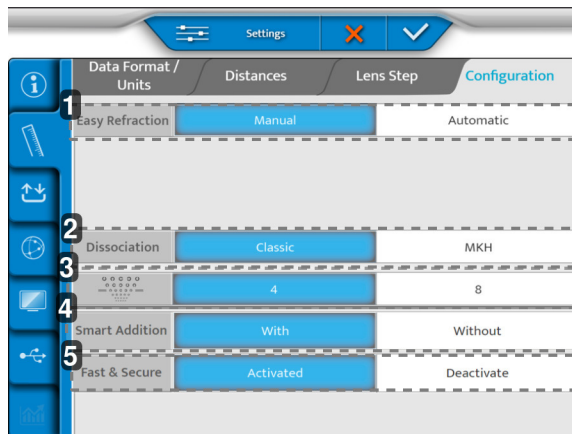 Settings
Data Format /
Units
Distances
Lens Step
Configuration
1
Easy Refraction
Manual
Automatic
2
Dissociation
Classic
MKH
3
4
8
4
Smart Addition
With
Without
5
Fast & Secure
Activated
Deactivate